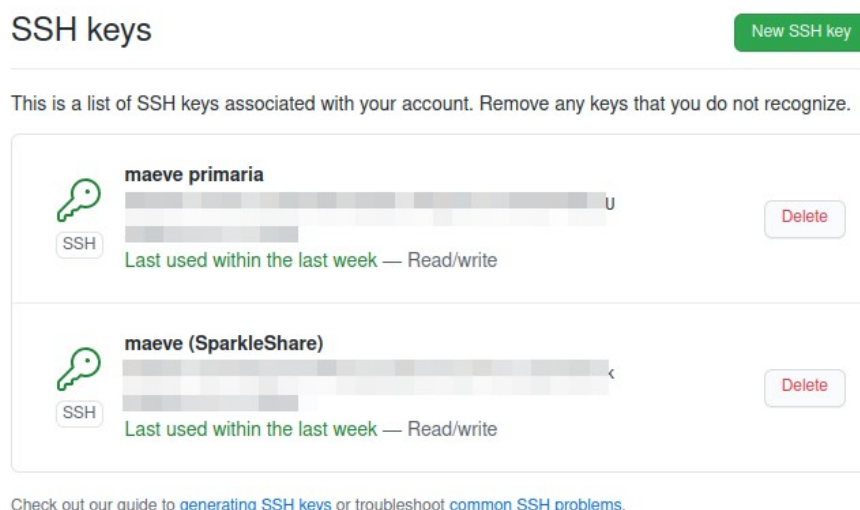 SSH keys
New SSH key
This is a list of SSH keys associated with your account. Remove any keys that you do not recognize.
maeve primaria
U
SSH
Delete
Last used within the last week — Read/write
maeve (SparkleShare)
k
SSH
Delete
Last used within the last week — Read/write
Check out our guide to generating SSH keys or troubleshoot common SSH problems.